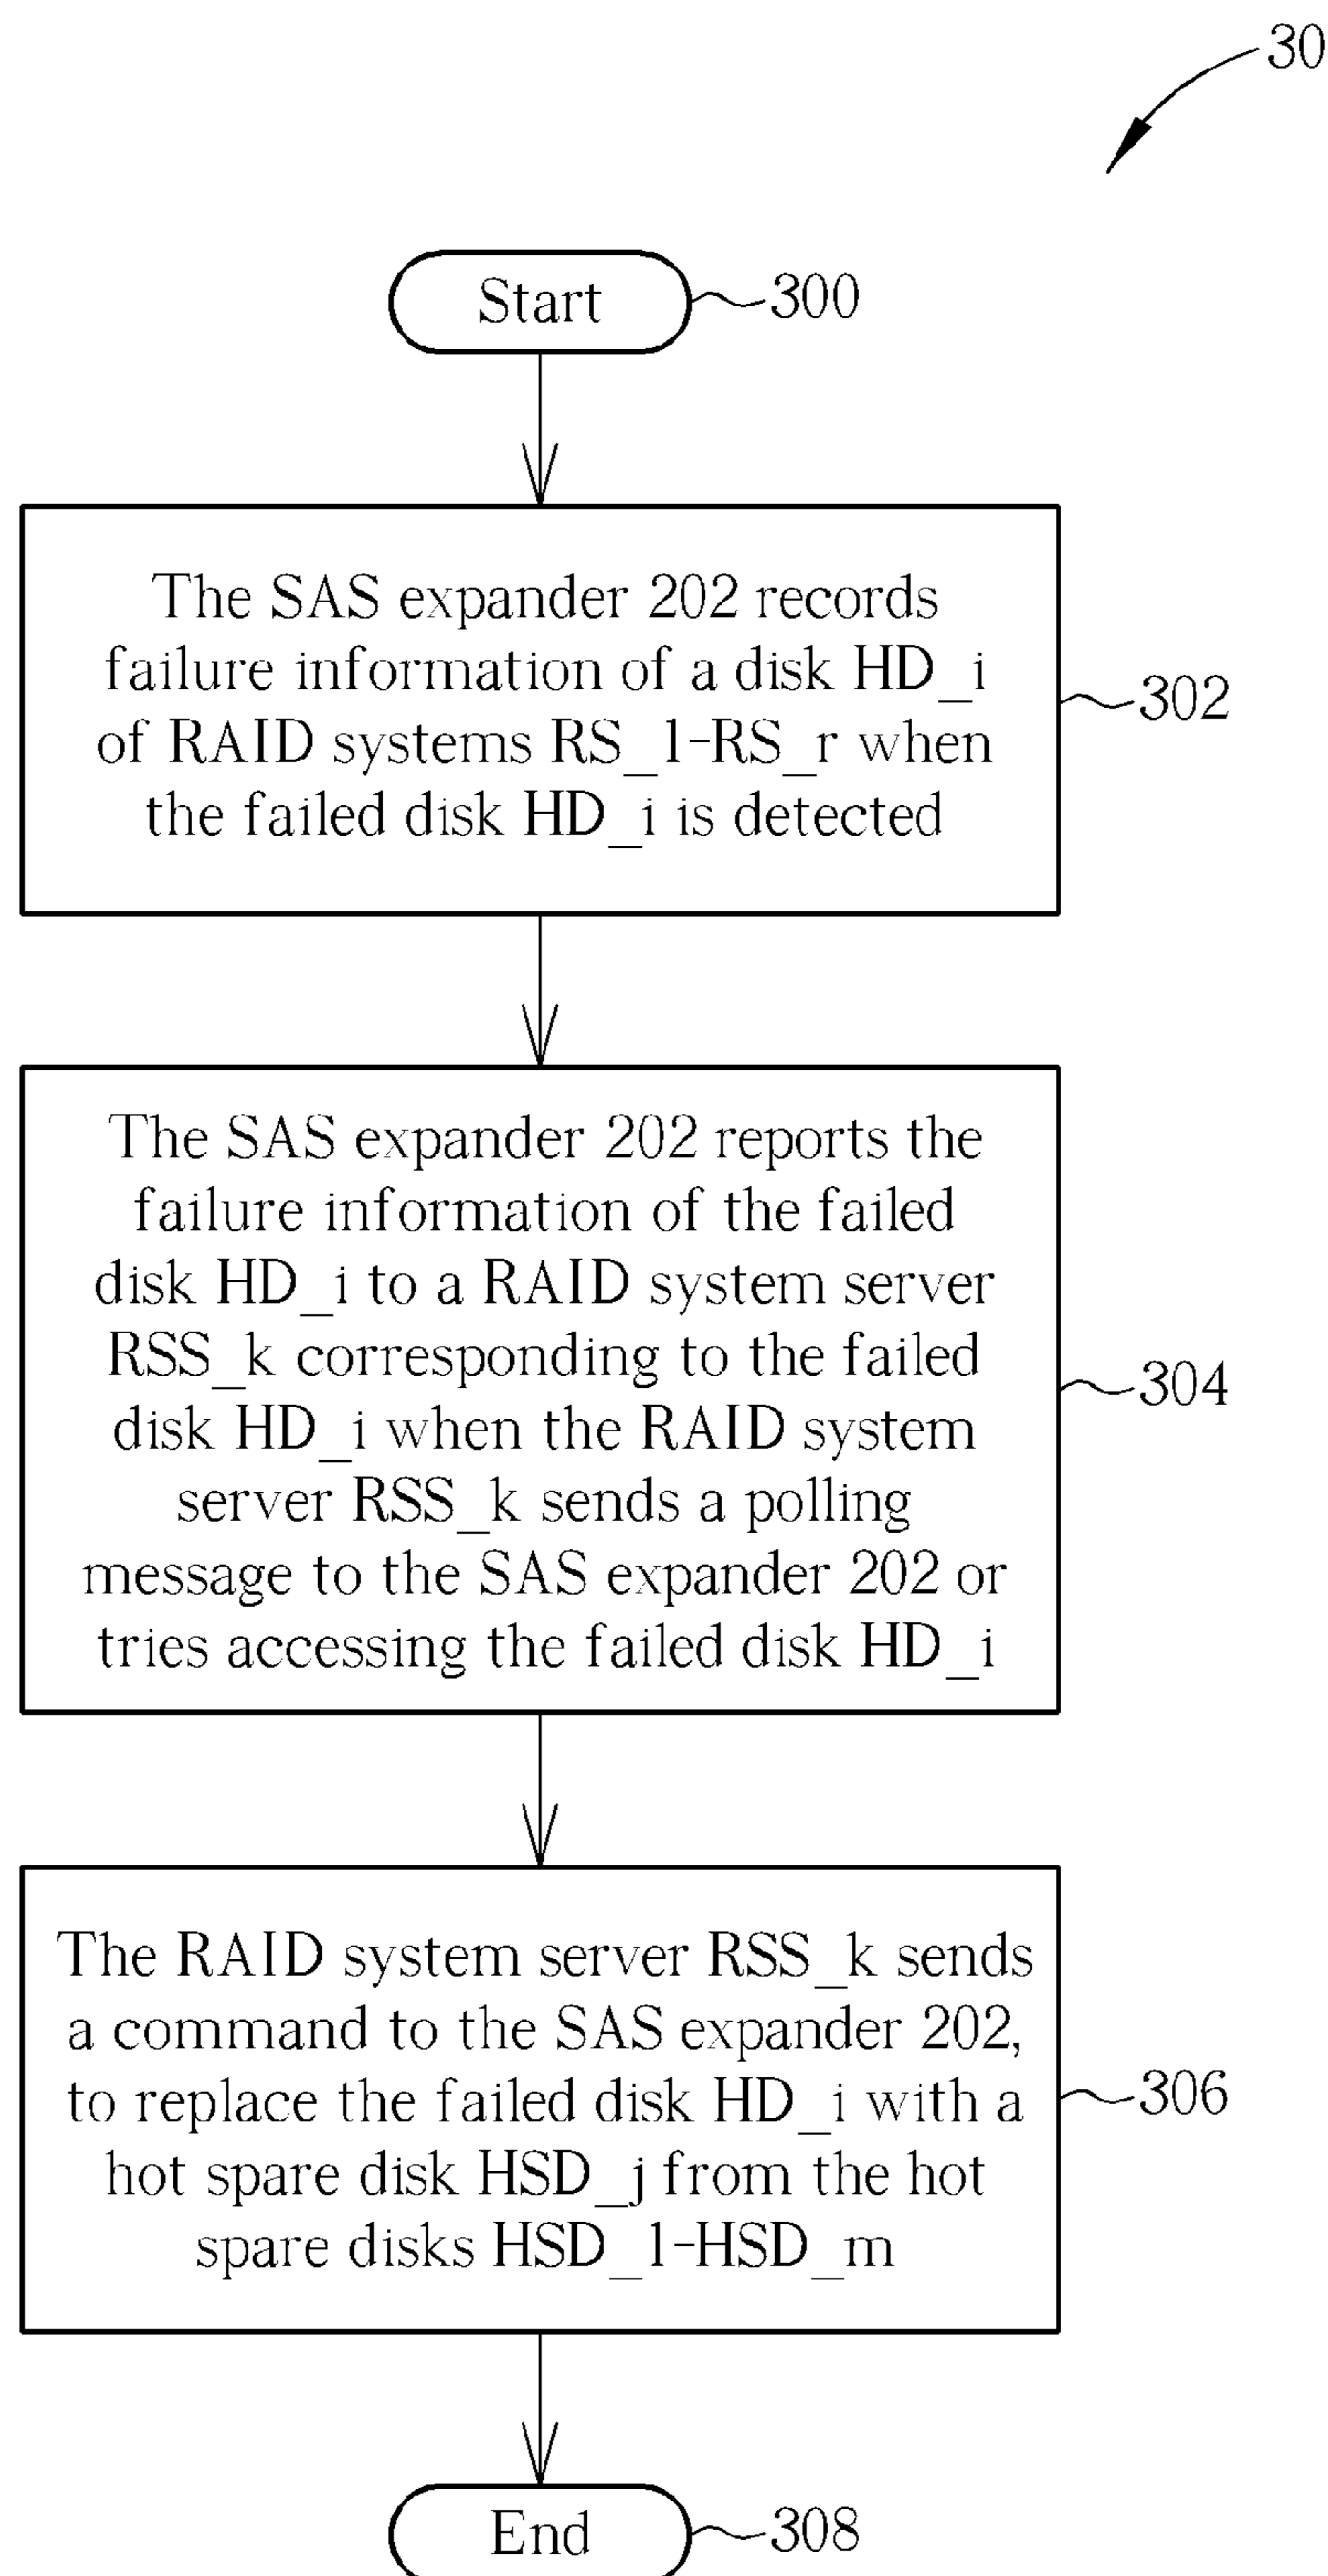 30
Start
300
The SAS expander 202 records
failure information of a disk HD_i
of RAID systems RS_1-RS_r when
the failed disk HD_i is detected
302
The SAS expander 202 reports the
failure information of the failed
disk HD_i to a RAID system server
RSS_k corresponding to the failed
disk HD_i when the RAID system
server RSS_k sends a polling
message to the SAS expander 202 or
tries accessing the failed disk HD_i
304
The RAID system server RSS_k sends
a command to the SAS expander 202,
to replace the failed disk HD_i with a
hot spare disk HSD_j from the hot
spare disks HSD_1-HSD_m
306
End
308